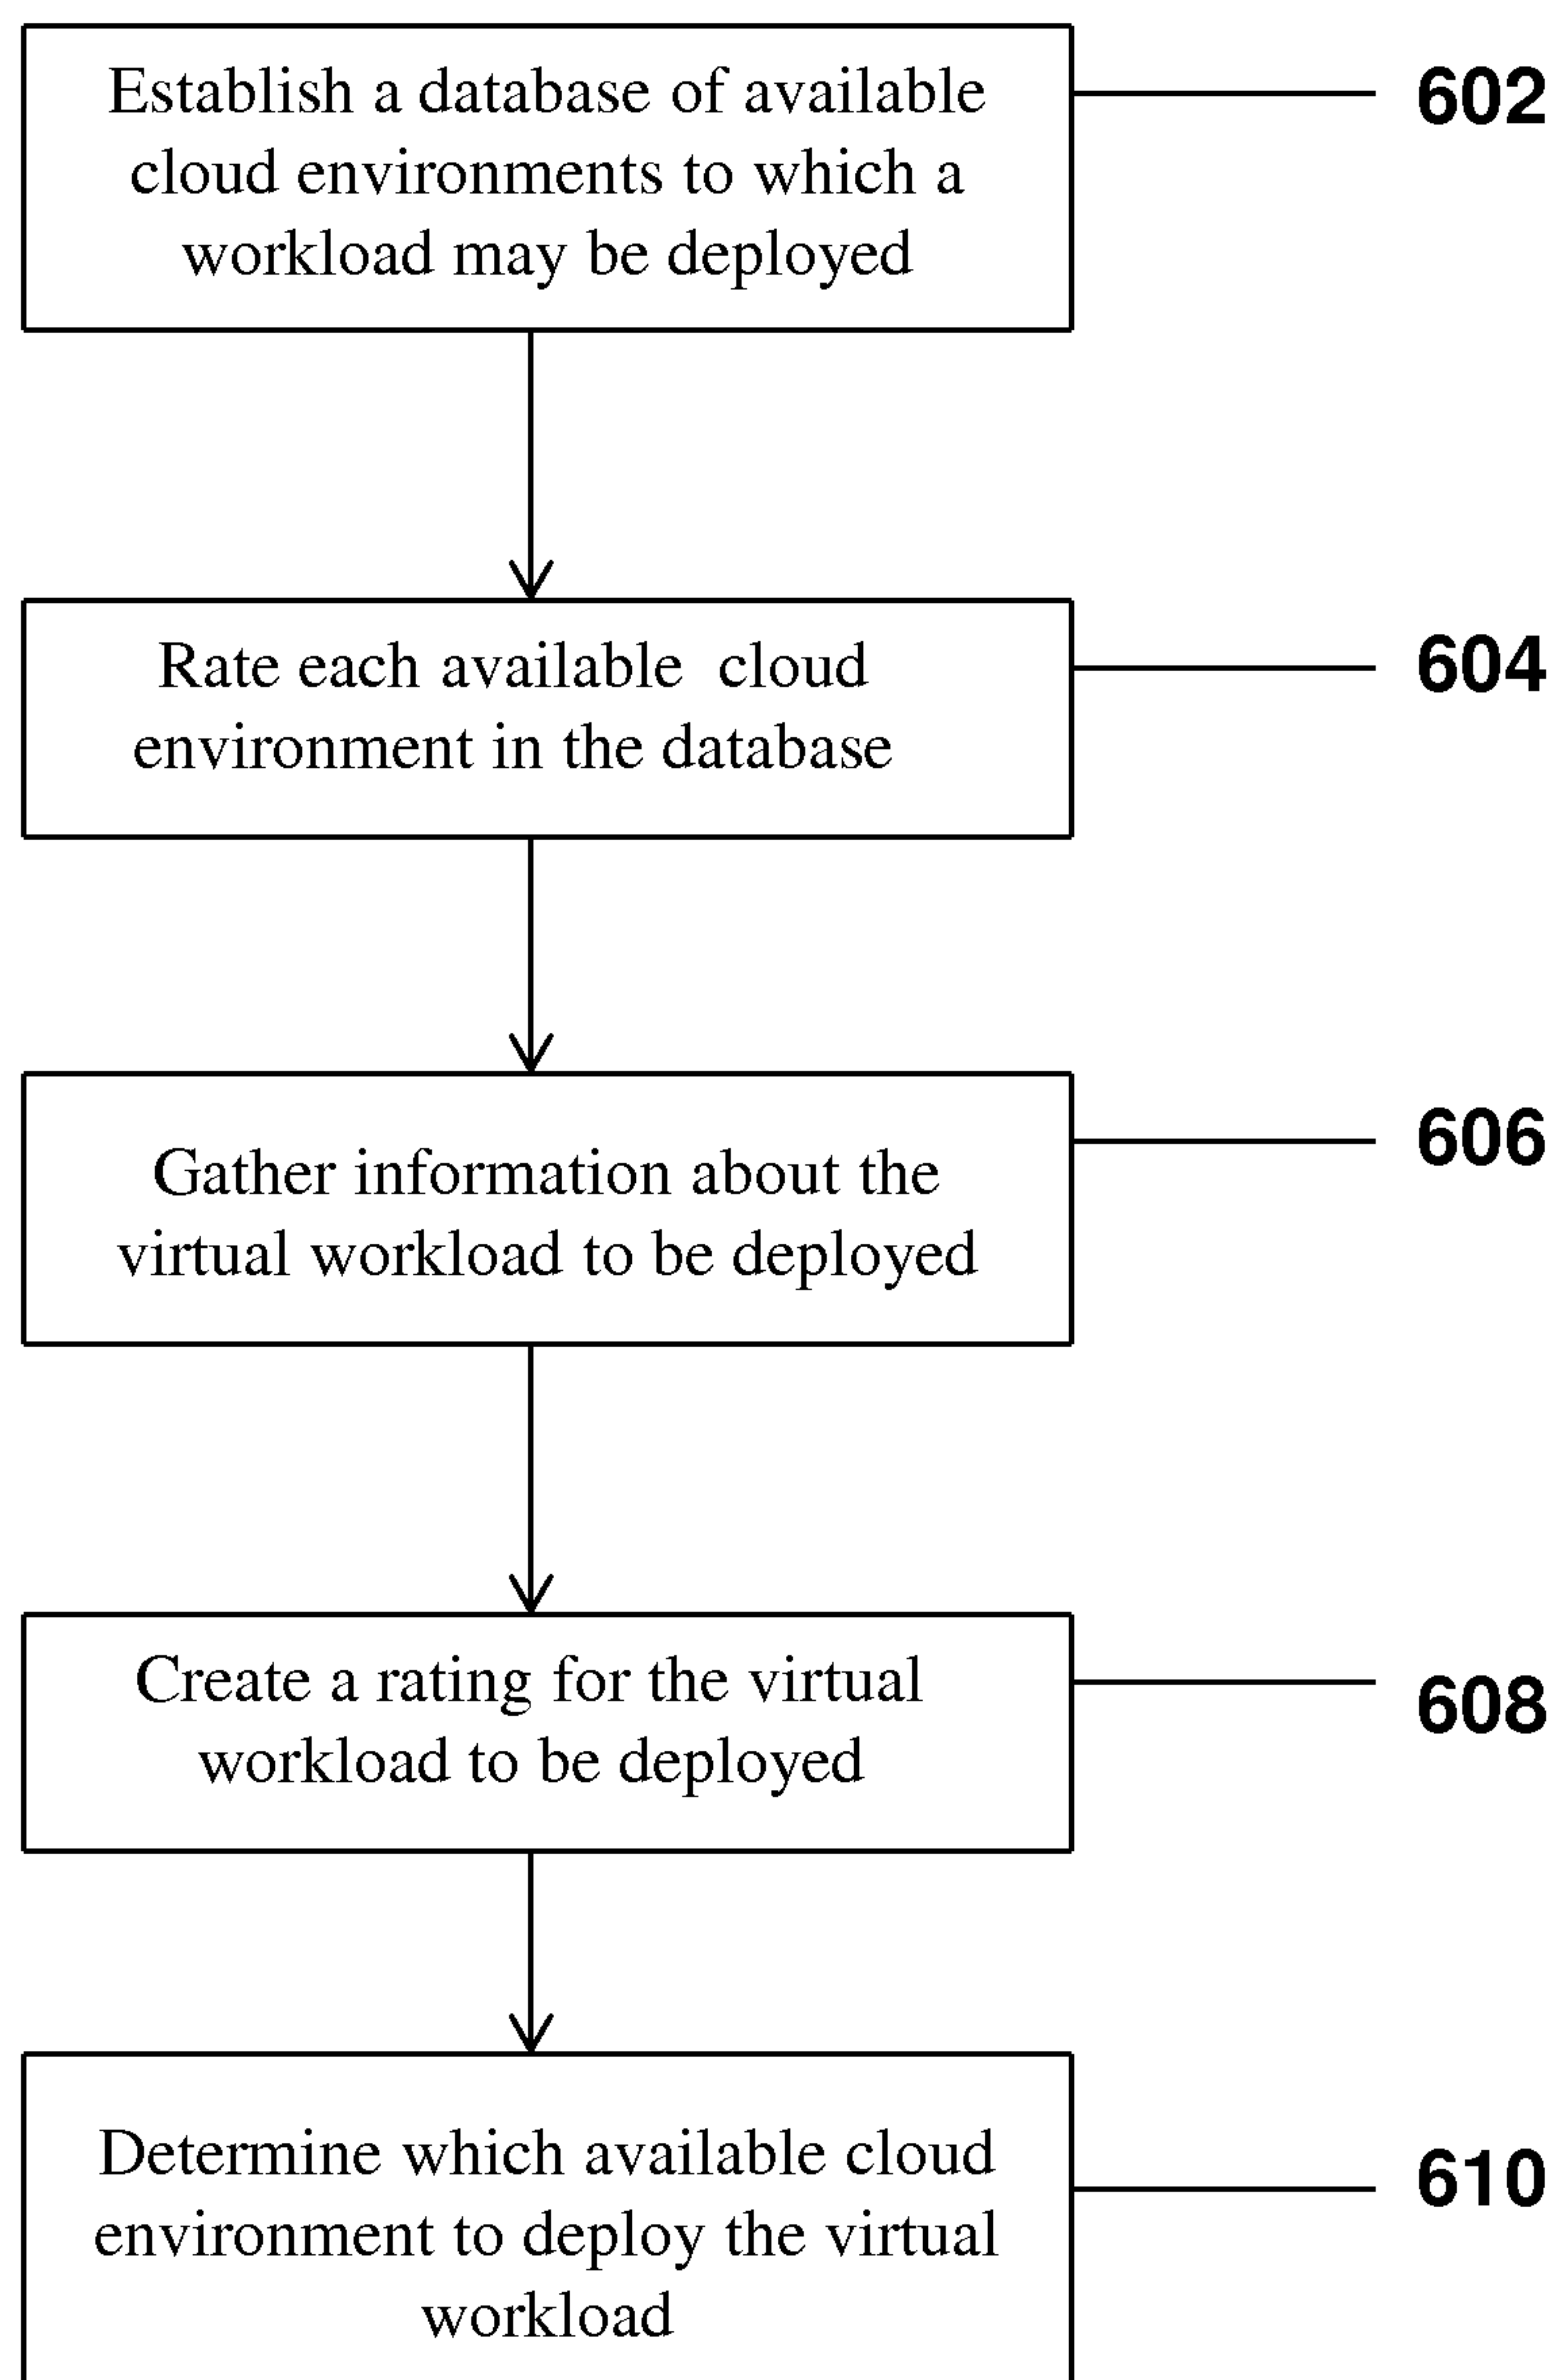 Establish a database of available
602
cloud environments to which a
workload may be deployed
Rate each available cloud
604
environment in the database
Gather information about the
606
virtual workload to be deployed
Create a rating for the virtual
608
workload to be deployed
Determine which available cloud
610
environment to deploy the virtual
workload